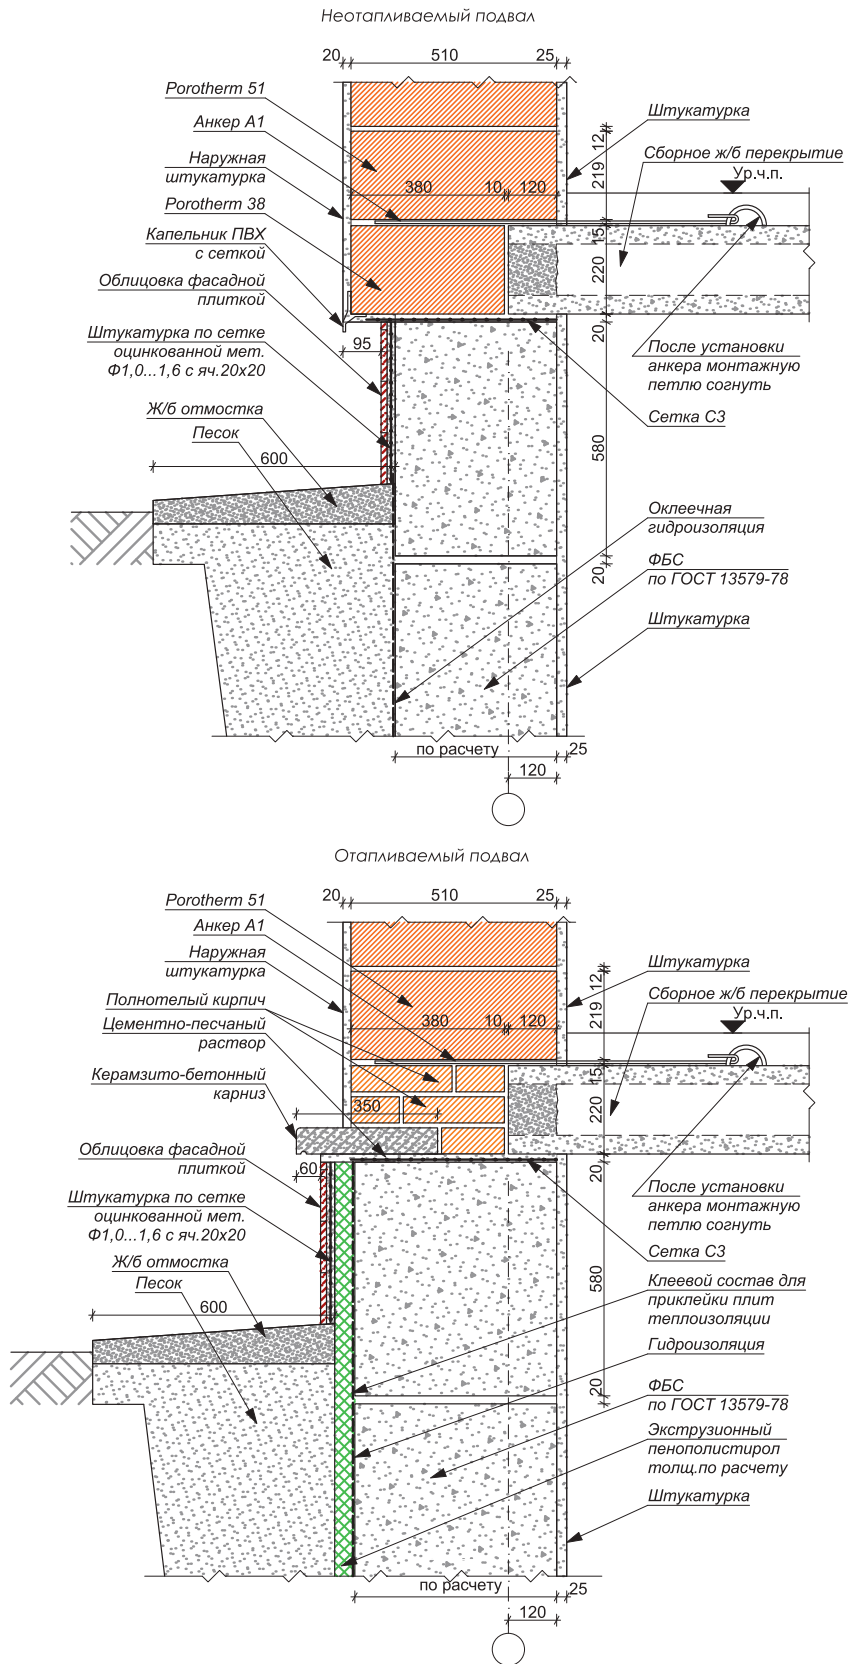 Неотапливаемый подвал
20 510 25
Porotherm 51
Анкер А1
Наружная
штукатурка
Porotherm 38
Капельник ПВХ
с сеткой
Облицовка фасадной
плиткой
Штукатурка по сетке
оцинкованной мет.
Ф1,0...1,6 с яч.20х20
Ж/б отмостка
Песок
600
95
380 10 120
Штукатурка
Сборное ж/б перекрытие
Ур.ч.п.
12
219
15
220
20
580
20
После установки
анкера монтажную
петлю согнуть
Сетка С3
Оклеечная
гидроизоляция
ФБС
по ГОСТ 13579-78
Штукатурка
по расчету 25
120
Отапливаемый подвал
20 510 25
Porotherm 51
Анкер А1
Наружная
штукатурка
Полнотелый кирпич
Цементно-песчаный
раствор
Керамзито-бетонный
карниз
Облицовка фасадной
плиткой
Штукатурка по сетке
оцинкованной мет.
Ф1,0...1,6 с яч.20х20
Ж/б отмостка
Песок
600
350
60
380 10 120
Штукатурка
Сборное ж/б перекрытие
Ур.ч.п.
12
219
15
220
20
580
20
После установки
анкера монтажную
петлю согнуть
Сетка С3
Клеевой состав для
приклейки плит
теплоизоляции
Гидроизоляция
ФБС
по ГОСТ 13579-78
Экструзионный
пенополистирол
толщ.по расчету
Штукатурка
по расчету 25
120